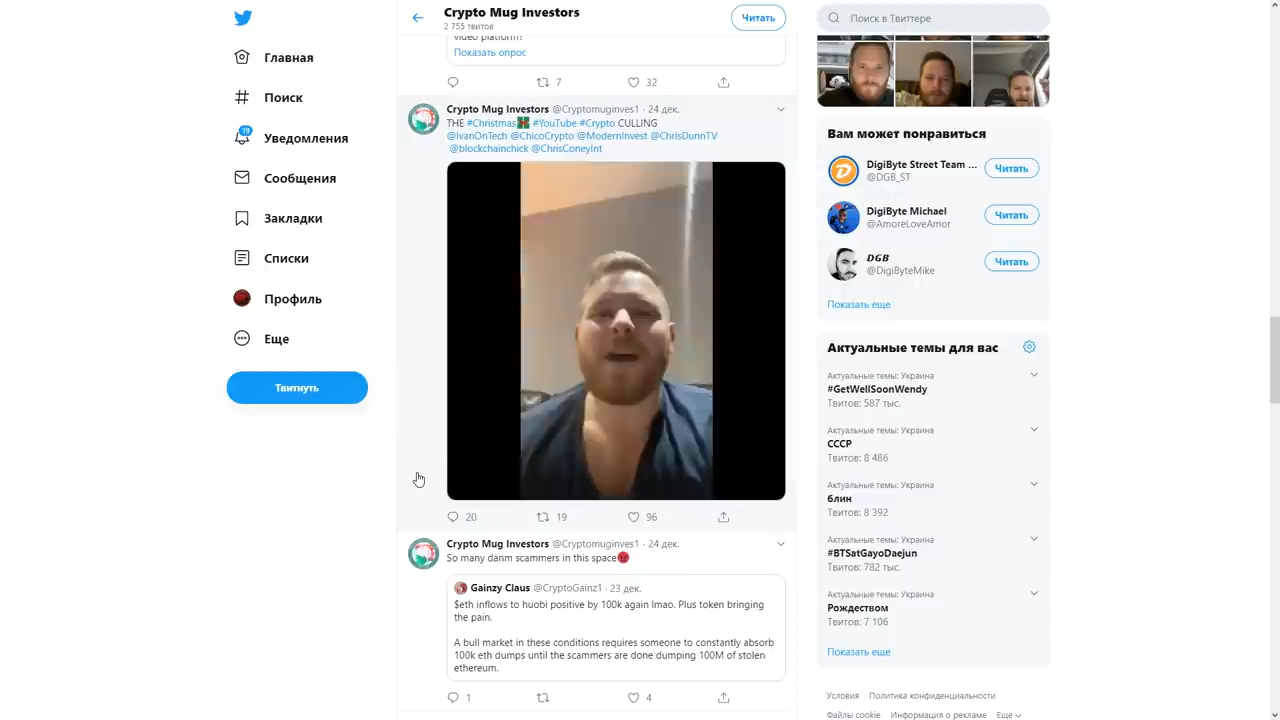 Главная
Поиск
19
Уведомления
Сообщения
Закладки
Списки
Профиль
Еще
Твитнуть
Crypto Mug Investors
2 755 твитов
Читать
video platform?
Показать опрос
7 32
Crypto Mug Investors @Cryptomuginves1 · 24 дек.
THE #Christmas #YouTube #Crypto CULLING
@IvanOnTech @ChicoCrypto @ModernInvest @ChrisDunnTV
@blockchainchick @ChrisConeyInt
20 19 96
Crypto Mug Investors @Cryptomuginves1 · 24 дек.
So many danm scammers in this space
Gainzy Claus @CryptoGainz1 · 23 дек.
$eth inflows to huobi positive by 100k again lmao. Plus token bringing
the pain.
A bull market in these conditions requires someone to constantly absorb
100k eth dumps until the scammers are done dumping 100M of stolen
ethereum.
1 4
Поиск в Твиттере
Вам может понравиться
DigiByte Street Team ...
@DGB_ST
Читать
DigiByte Michael
@AmoreLoveAmor
Читать
DGB
@DigiByteMike
Читать
Показать еще
Актуальные темы для вас
Актуальные темы: Украина
#GetWellSoonWendy
Твитов: 587 тыс.
Актуальные темы: Украина
СССР
Твитов: 8 486
Актуальные темы: Украина
блин
Твитов: 8 392
Актуальные темы: Украина
#BTSatGayoDaejun
Твитов: 782 тыс.
Актуальные темы: Украина
Рождеством
Твитов: 7 106
Показать еще
Условия Политика конфиденциальности
Файлы cookie Информация о рекламе Еще